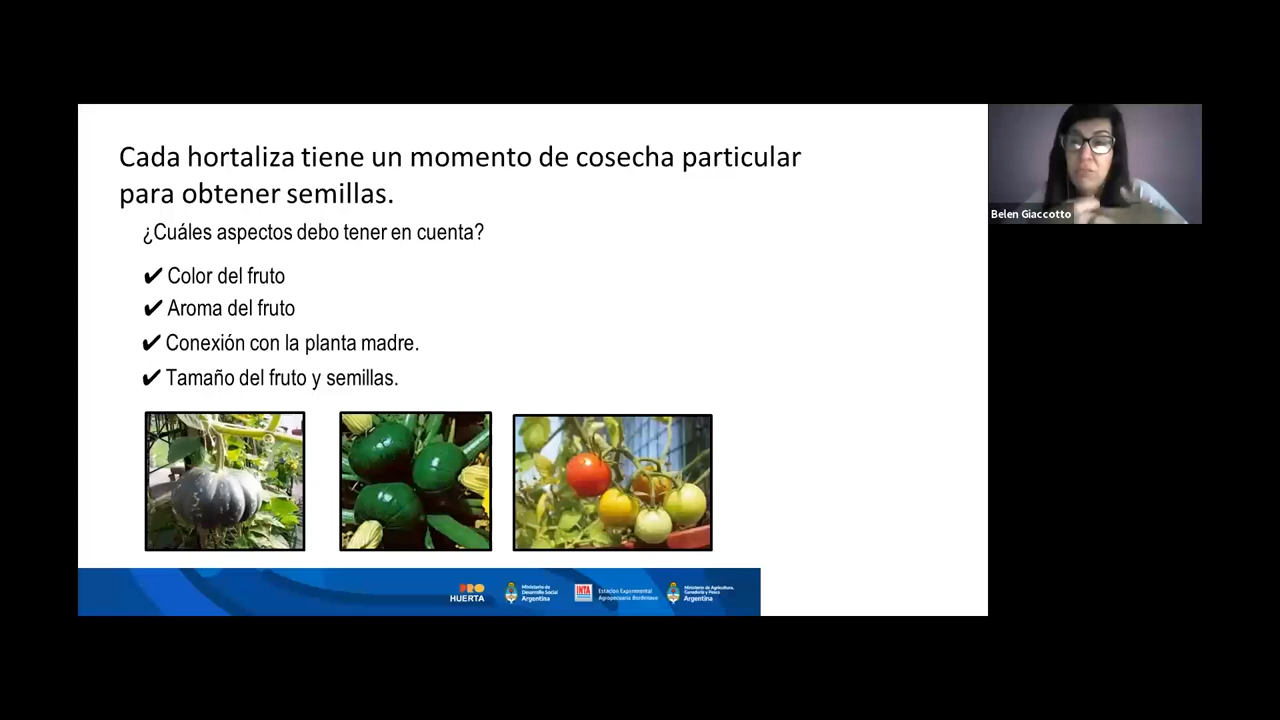 Cada hortaliza tiene un momento de cosecha particular
para obtener semillas.
¿Cuáles aspectos debo tener en cuenta?
✔ Color del fruto
✔ Aroma del fruto
✔ Conexión con la planta madre.
✔ Tamaño del fruto y semillas.
Belen Giaccotto
PRO
HUERTA
Ministerio de
Desarrollo Social
Argentina
INTA
Estación Experimental
Agropecuaria Bordenave
Ministerio de Agricultura,
Ganadería y Pesca
Argentina